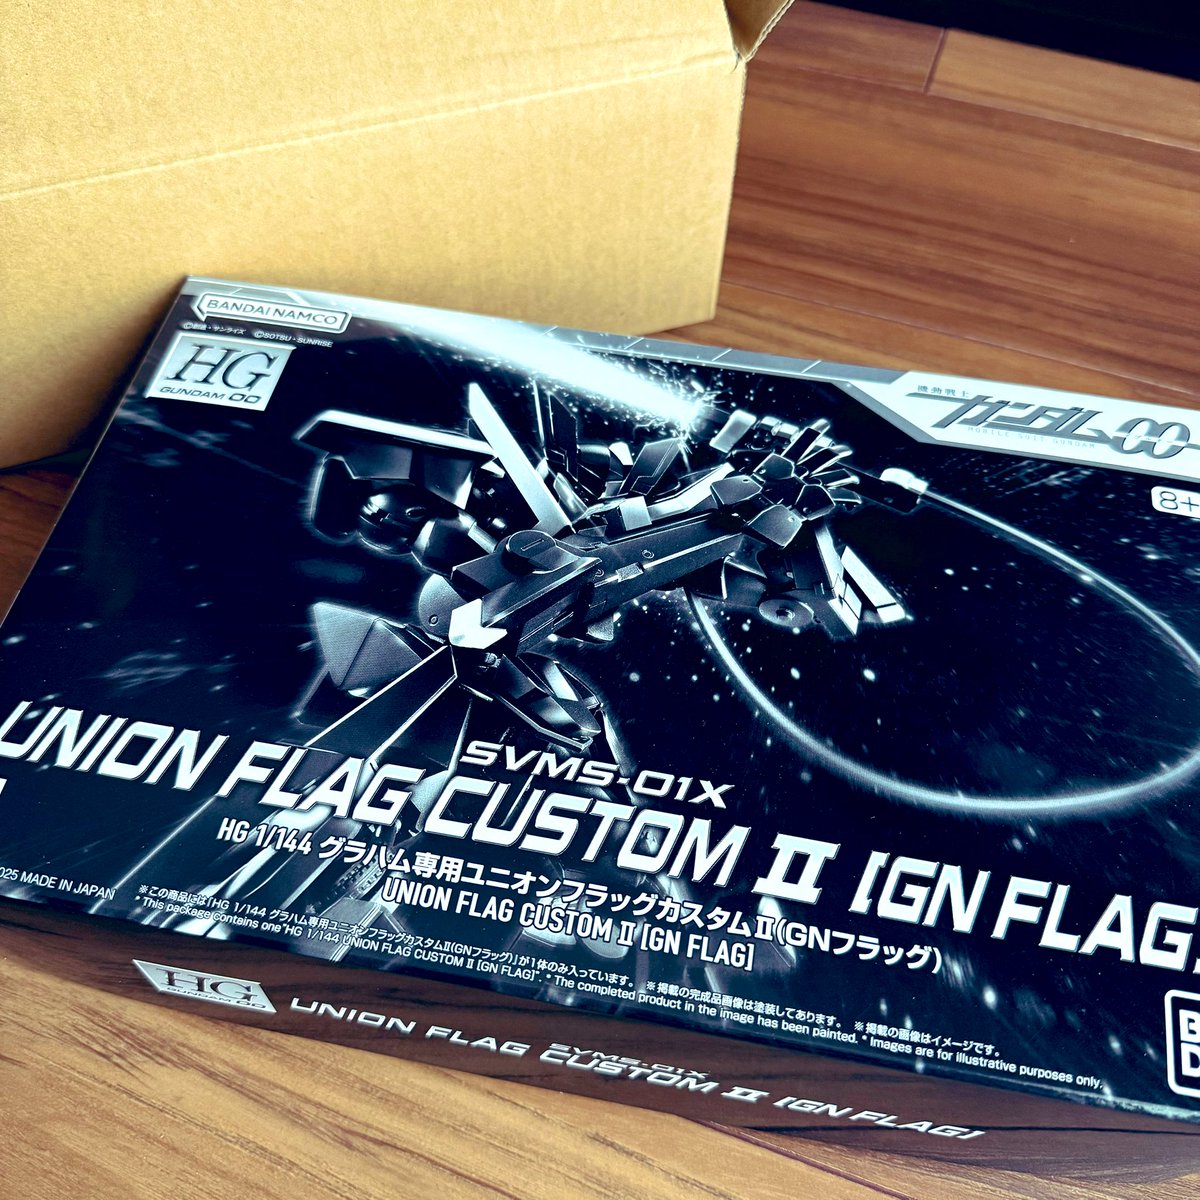 BANDAI NAMCO
©創通・サンライズ ©SOTSU・SUNRISE
HG
GUNDAM 00
機動戦士
ガンダム00
MOBILE SUIT GUNDAM
8+
SVMS-01X
UNION FLAG CUSTOM II [GN FLAG]
HG 1/144 グラハム専用ユニオンフラッグカスタムII(GNフラッグ)
UNION FLAG CUSTOM II [GN FLAG]
025 MADE IN JAPAN
※この商品には「HG 1/144 グラハム専用ユニオンフラッグカスタムII(GNフラッグ)」が1体のみ入っています。 ※掲載の完成品画像は塗装してあります。 ※掲載の画像はイメージです。
* This package contains one "HG 1/144 UNION FLAG CUSTOM II [GN FLAG]". * The completed product in the image has been painted. * Images are for illustrative purposes only.
B
D
HG
GUNDAM 00
SVMS-01X
UNION FLAG CUSTOM II [GN FLAG]